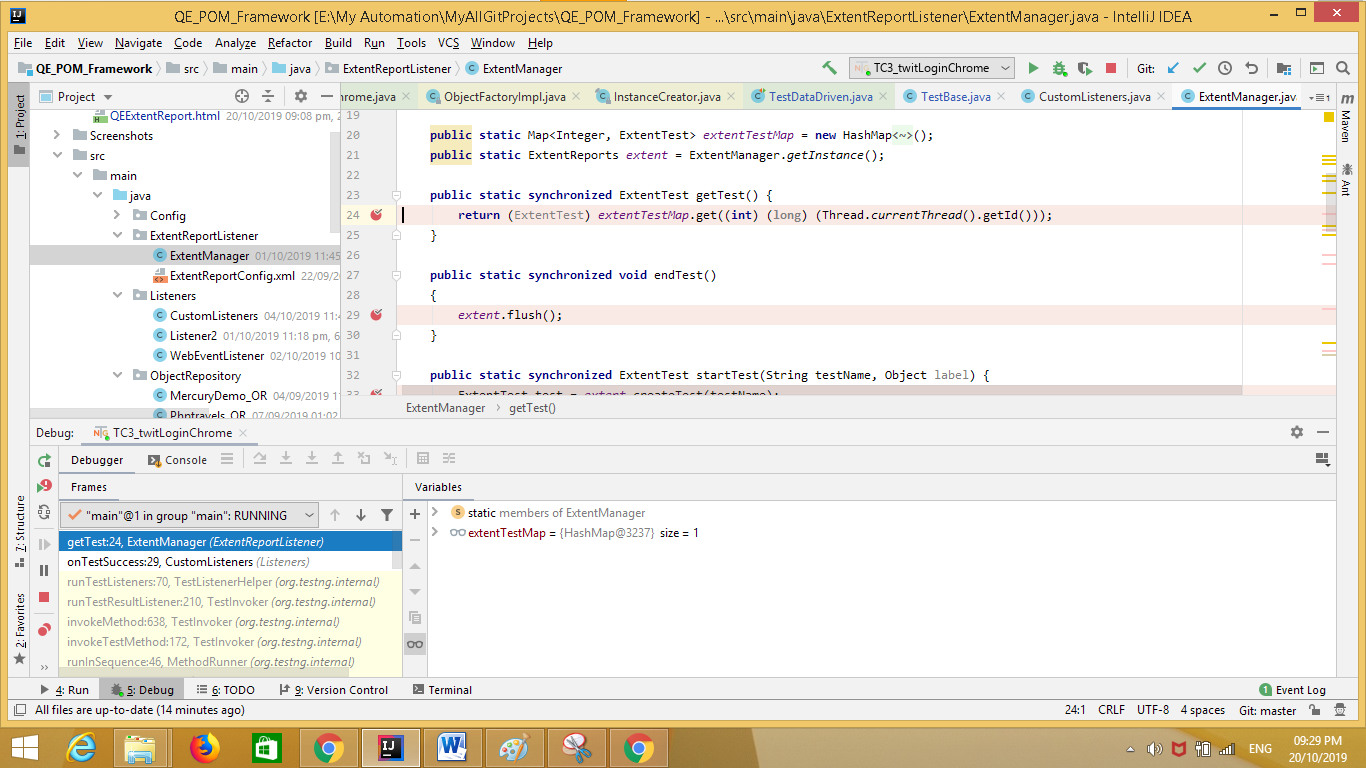 QE_POM_Framework [E:\My Automation\MyAllGitProjects\QE_POM_Framework] - ...\src\main\java\ExtentReportListener\ExtentManager.java - IntelliJ IDEA
File Edit View Navigate Code Analyze Refactor Build Run Tools VCS Window Help
QE_POM_Framework src main java ExtentReportListener ExtentManager
TC3_twitLoginChrome
Git:
1: Project
Project
hrome.java ObjectFactoryImpl.java InstanceCreator.java TestDataDriven.java TestBase.java CustomListeners.java ExtentManager.jav
QEExtentReport.html 20/10/2019 09:08 pm, 2
Screenshots
src
main
java
Config
ExtentReportListener
ExtentManager 01/10/2019 11:45
ExtentReportConfig.xml 22/09/2
Listeners
CustomListeners 04/10/2019 11:4
Listener2 01/10/2019 11:18 pm, 6
WebEventListener 02/10/2019 10
ObjectRepository
MercuryDemo_OR 04/09/2019 1
Phptravels_OR 07/09/2019 01:02
19
20 public static Map<Integer, ExtentTest> extentTestMap = new HashMap<~>();
21 public static ExtentReports extent = ExtentManager.getInstance();
22
23 public static synchronized ExtentTest getTest() {
24 return (ExtentTest) extentTestMap.get((int) (long) (Thread.currentThread().getId()));
25 }
26
27 public static synchronized void endTest()
28 {
29 extent.flush();
30 }
31
32 public static synchronized ExtentTest startTest(String testName, Object label) {
33 ExtentTest test = extent.createTest(testName);
ExtentManager getTest()
Maven
Ant
Debug: TC3_twitLoginChrome
Debugger Console
Frames
Variables
"main"@1 in group "main": RUNNING
getTest:24, ExtentManager (ExtentReportListener)
onTestSuccess:29, CustomListeners (Listeners)
runTestListeners:70, TestListenerHelper (org.testng.internal)
runTestResultListener:210, TestInvoker (org.testng.internal)
invokeMethod:638, TestInvoker (org.testng.internal)
invokeTestMethod:172, TestInvoker (org.testng.internal)
runInSequence:46, MethodRunner (org.testng.internal)
static members of ExtentManager
extentTestMap = {HashMap@3237} size = 1
7: Structure
2: Favorites
4: Run 5: Debug 6: TODO 9: Version Control Terminal
1 Event Log
All files are up-to-date (14 minutes ago)
24:1 CRLF UTF-8 4 spaces Git: master
ENG
09:29 PM
20/10/2019